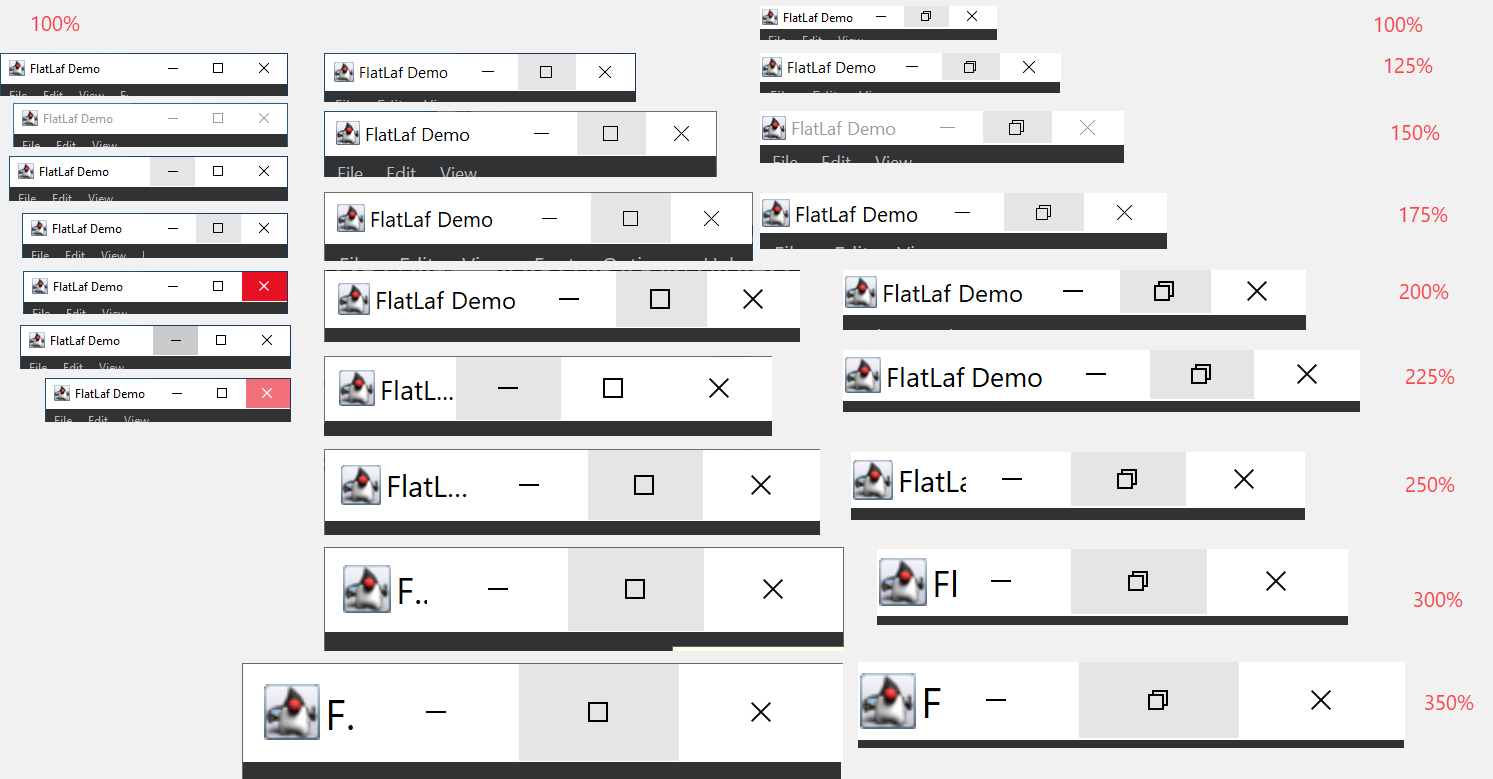 100%
FlatLaf Demo
File Edit View
FlatLaf Demo
File Edit View
FlatLaf Demo
File Edit View
FlatLaf Demo
File Edit View
FlatLaf Demo
File Edit View
FlatLaf Demo
File Edit View
FlatLaf Demo
File Edit View
FlatLaf Demo
File Edit View
FlatLaf Demo
File Edit View
FlatLaf Demo
FlatLaf Demo
FlatL...
FlatL...
F..
F.
FlatLaf Demo
File Edit View
FlatLaf Demo
FlatLaf Demo
File Edit View
FlatLaf Demo
FlatLaf Demo
FlatLaf Demo
FlatLa
Fl
F
100%
125%
150%
175%
200%
225%
250%
300%
350%